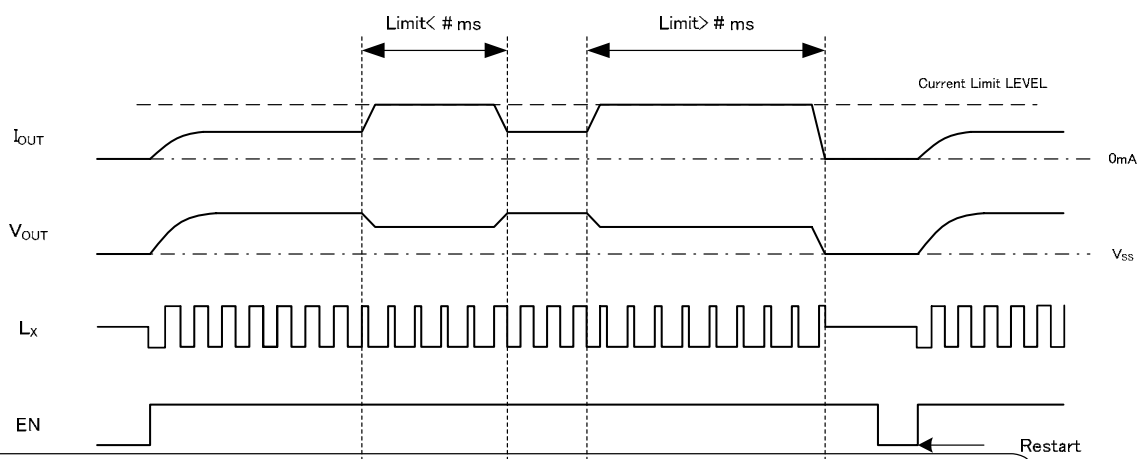 Limit< # ms
Limit> # ms
Current Limit LEVEL
IOUT
0mA
VOUT
VSS
LX
EN
Restart